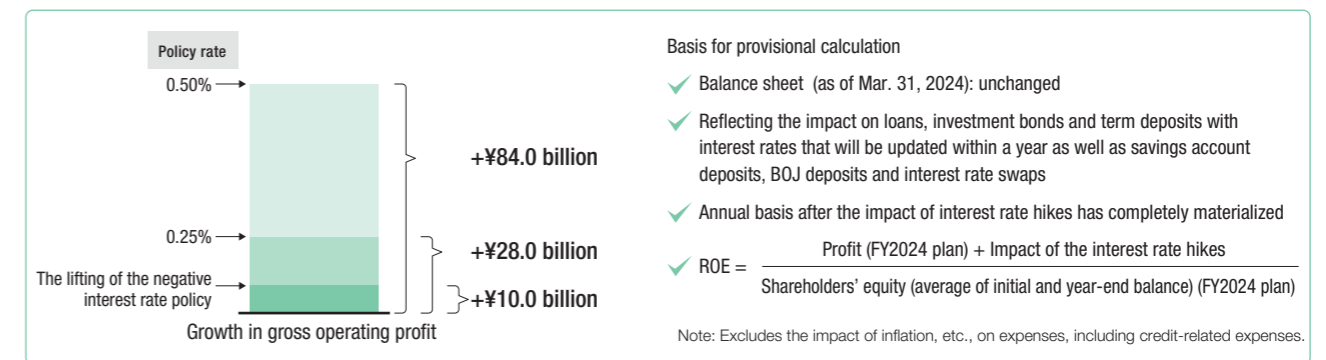 Policy rate
0.50%
+¥84.0 billion
0.25%
+¥28.0 billion
The lifting of the negative
interest rate policy
+¥10.0 billion
Growth in gross operating profit
Basis for provisional calculation
Balance sheet (as of Mar. 31, 2024): unchanged
Reflecting the impact on loans, investment bonds and term deposits with
interest rates that will be updated within a year as well as savings account
deposits, BOJ deposits and interest rate swaps
Annual basis after the impact of interest rate hikes has completely materialized
ROE =
Profit (FY2024 plan) + Impact of the interest rate hikes
Shareholders' equity (average of initial and year-end balance) (FY2024 plan)
Note: Excludes the impact of inflation, etc., on expenses, including credit-related expenses.